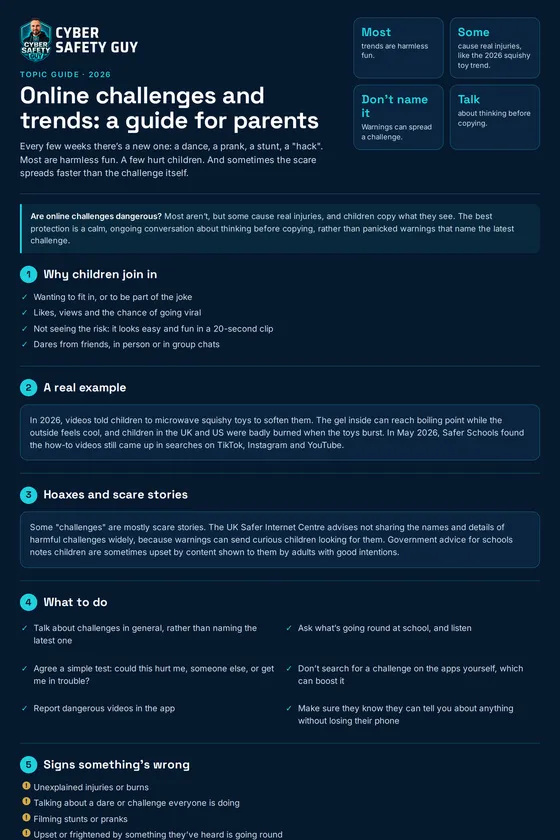 CYBER
SAFETY
GUY
CYBER
SAFETY GUY
TOPIC GUIDE · 2026
Online challenges and
trends: a guide for parents
Every few weeks there's a new one: a dance, a prank, a stunt, a "hack".
Most are harmless fun. A few hurt children. And sometimes the scare
spreads faster than the challenge itself.
Most
trends are harmless
fun.
Some
cause real injuries,
like the 2026 squishy
toy trend.
Don't name
it
Warnings can spread
a challenge.
Talk
about thinking before
copying.
Are online challenges dangerous? Most aren't, but some cause real injuries, and children copy what they see. The best
protection is a calm, ongoing conversation about thinking before copying, rather than panicked warnings that name the latest
challenge.
1 Why children join in
✓ Wanting to fit in, or to be part of the joke
✓ Likes, views and the chance of going viral
✓ Not seeing the risk: it looks easy and fun in a 20-second clip
✓ Dares from friends, in person or in group chats
2 A real example
In 2026, videos told children to microwave squishy toys to soften them. The gel inside can reach boiling point while the
outside feels cool, and children in the UK and US were badly burned when the toys burst. In May 2026, Safer Schools found
the how-to videos still came up in searches on TikTok, Instagram and YouTube.
3 Hoaxes and scare stories
Some "challenges" are mostly scare stories. The UK Safer Internet Centre advises not sharing the names and details of
harmful challenges widely, because warnings can send curious children looking for them. Government advice for schools
notes children are sometimes upset by content shown to them by adults with good intentions.
4 What to do
✓ Talk about challenges in general, rather than naming the
latest one
✓ Ask what's going round at school, and listen
✓ Agree a simple test: could this hurt me, someone else, or get
me in trouble?
✓ Don't search for a challenge on the apps yourself, which
can boost it
✓ Report dangerous videos in the app
✓ Make sure they know they can tell you about anything
without losing their phone
5 Signs something's wrong
! Unexplained injuries or burns
! Talking about a dare or challenge everyone is doing
! Filming stunts or pranks
! Upset or frightened by something they've heard is going round